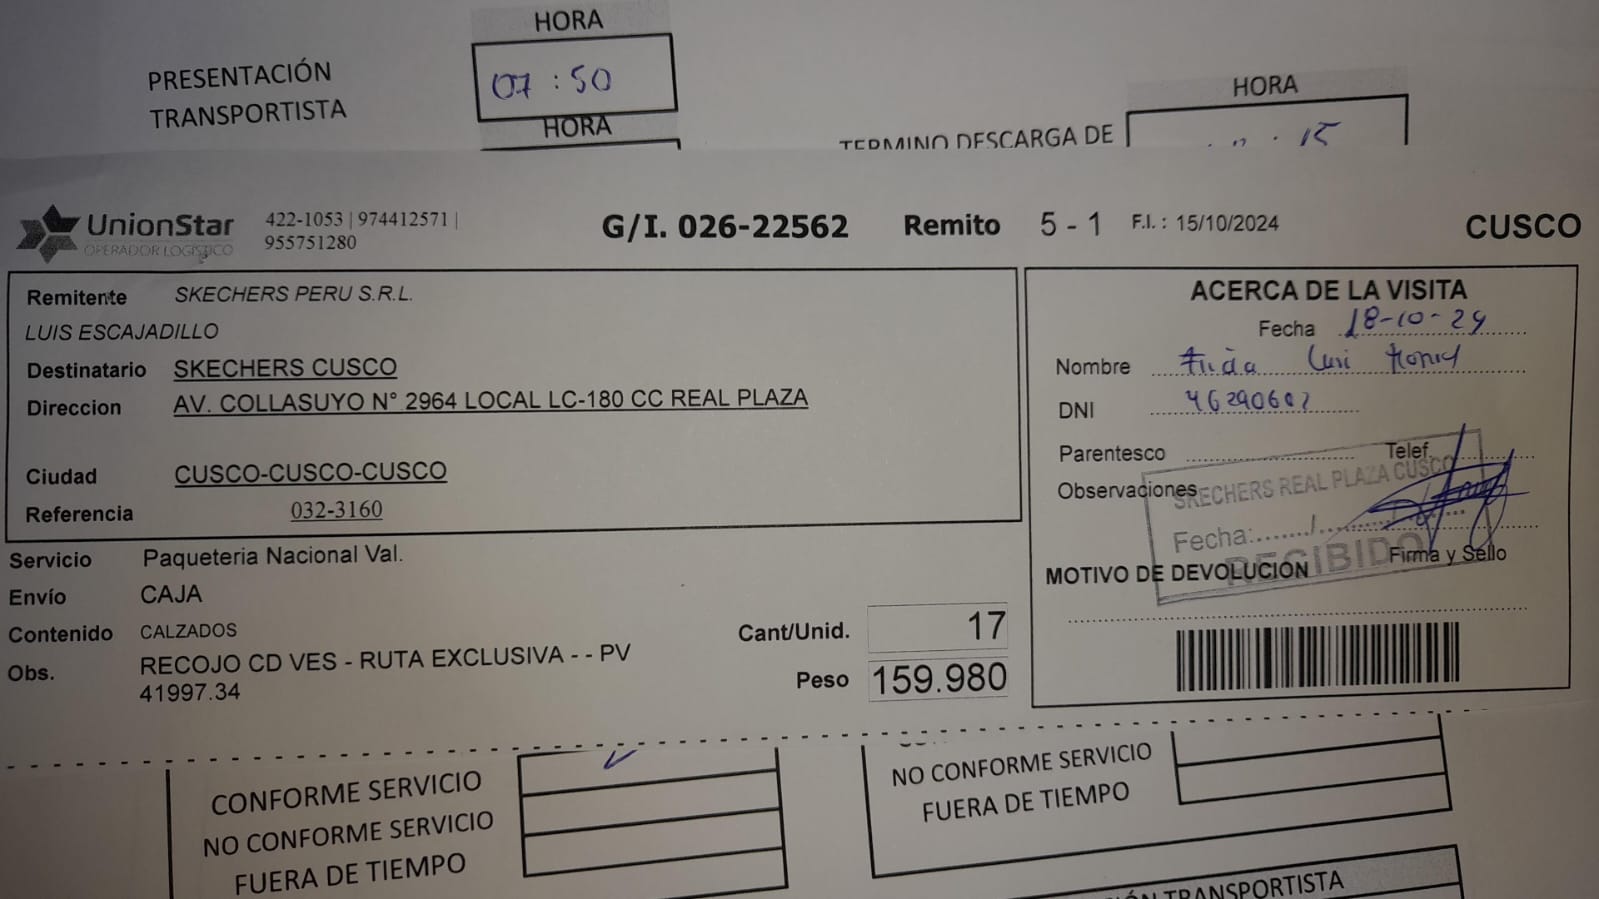 HORA
PRESENTACIÓN
TRANSPORTISTA
07 : 50
HORA
HORA
TERMINO DESCARGA DE
: 15
UnionStar
OPERADOR LOGISTICO
422-1053 | 974412571 |
955751280
G/I. 026-22562
Remito 5 - 1
F.I. : 15/10/2024
CUSCO
Remitente SKECHERS PERU S.R.L.
LUIS ESCAJADILLO
Destinatario SKECHERS CUSCO
Direccion AV. COLLASUYO N° 2964 LOCAL LC-180 CC REAL PLAZA
Ciudad CUSCO-CUSCO-CUSCO
Referencia 032-3160
Servicio Paqueteria Nacional Val.
Envío CAJA
Contenido CALZADOS
Obs. RECOJO CD VES - RUTA EXCLUSIVA - - PV
41997.34
Cant/Unid. 17
Peso 159.980
ACERCA DE LA VISITA
Fecha 18-10-24
Nombre
DNI
Parentesco Telef.
Observaciones
SKECHERS REAL PLAZA CUSCO
Fecha:......./........./.........
RECIBIDO
Firma y Sello
MOTIVO DE DEVOLUCIÓN
CONFORME SERVICIO
NO CONFORME SERVICIO
FUERA DE TIEMPO
NO CONFORME SERVICIO
FUERA DE TIEMPO
TRANSPORTISTA